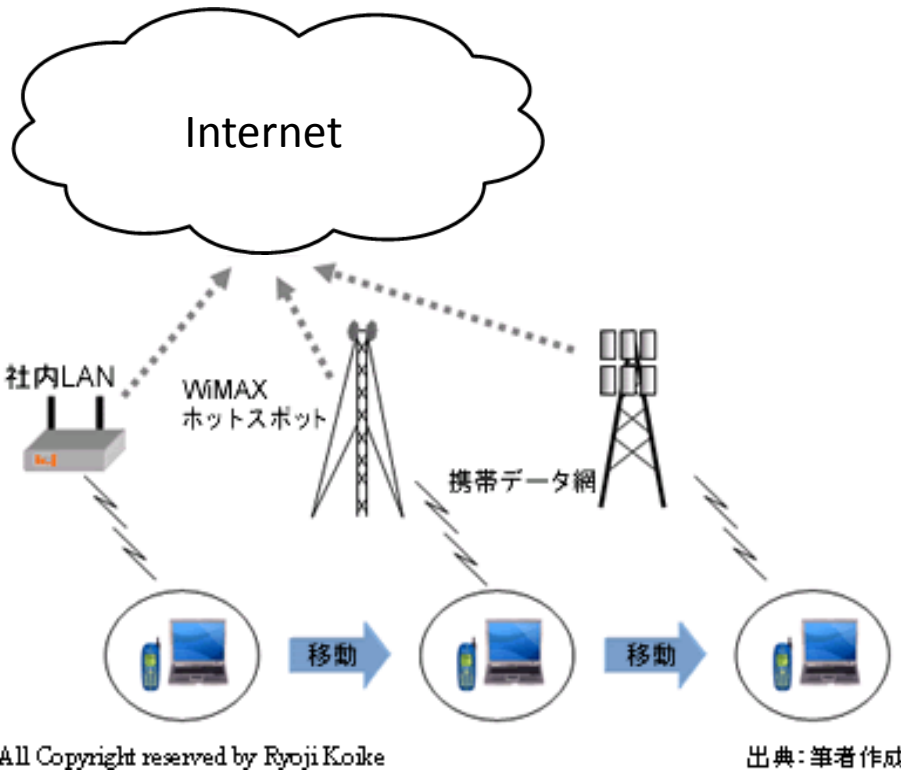 Internet
社内LAN
WiMAX
ホットスポット
携帯データ網
移動
移動
All Copyright reserved by Ryoji Koike
出典:筆者作成